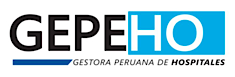 GEPEHO
GESTORA PERUANA DE HOSPITALES